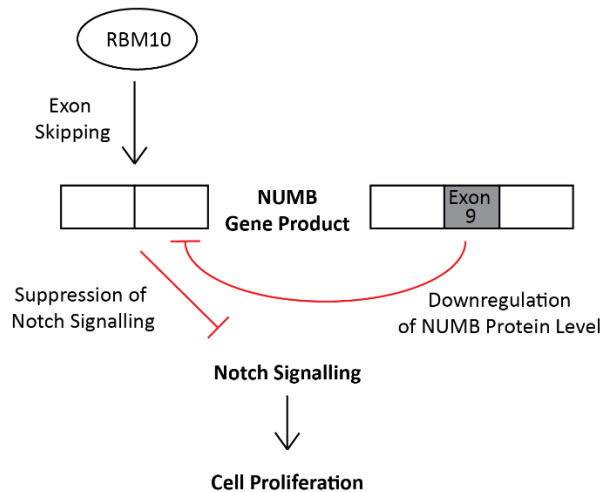 RBM10
Exon
Skipping
NUMB
Gene Product
Exon
9
Suppression of
Notch Signalling
Downregulation
of NUMB Protein Level
Notch Signalling
Cell Proliferation